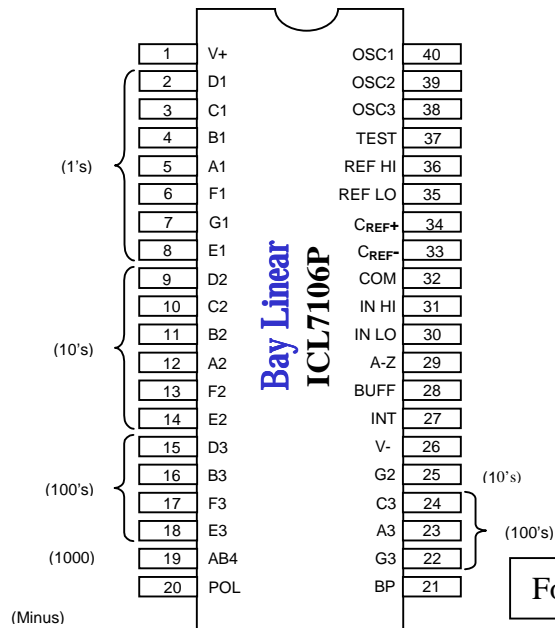 1 V+ OSC1 40
2 D1 OSC2 39
3 C1 OSC3 38
4 B1 TEST 37
(1's) 5 A1 REF HI 36
6 F1 REF LO 35
7 G1 CREF+ 34
8 E1 CREF- 33
9 D2 COM 32
10 C2 IN HI 31
(10's) 11 B2 IN LO 30
12 A2 A-Z 29
13 F2 BUFF 28
14 E2 INT 27
15 D3 V- 26
16 B3 G2 25 (10's)
(100's) 17 F3 C3 24
18 E3 A3 23 (100's)
(1000) 19 AB4 G3 22
20 POL BP 21
(Minus)
Bay Linear
ICL7106P